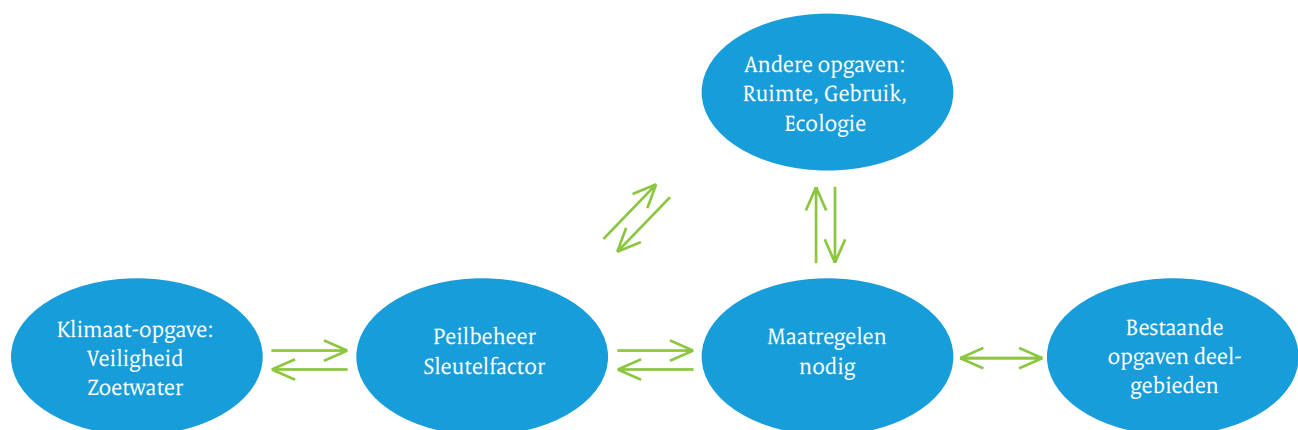 Andere opgaven:
Ruimte, Gebruik,
Ecologie
Klimaat-opgave:
Veiligheid
Zoetwater
Peilbeheer
Sleutelfactor
Maatregelen
nodig
Bestaande
opgaven deel-
gebieden